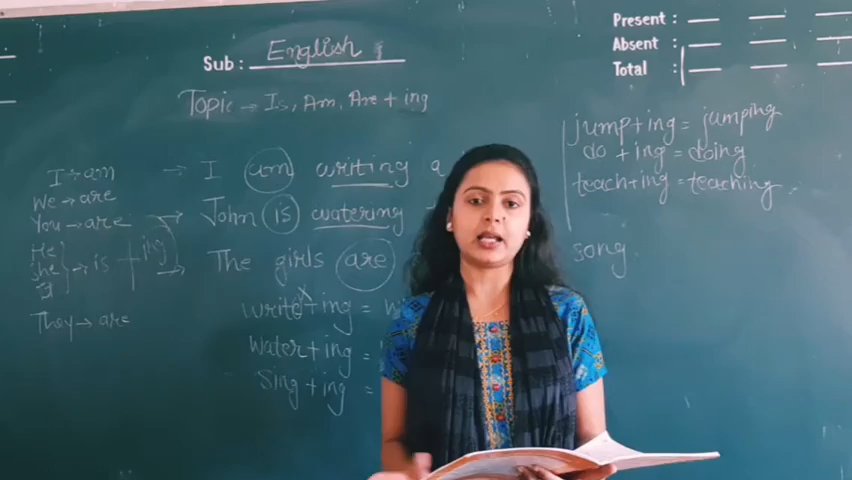 Sub : English
Topic → Is, Am, Are + ing
Present :
Absent :
Total :
I → am
We → are
You → are
He
She
It
→ is + ing
They → are
→ I am writing a
→ John is watering
→ The girls are
song.
write + ing =
Water + ing =
Sing + ing =
jump + ing = jumping
do + ing = doing
teach + ing = teaching